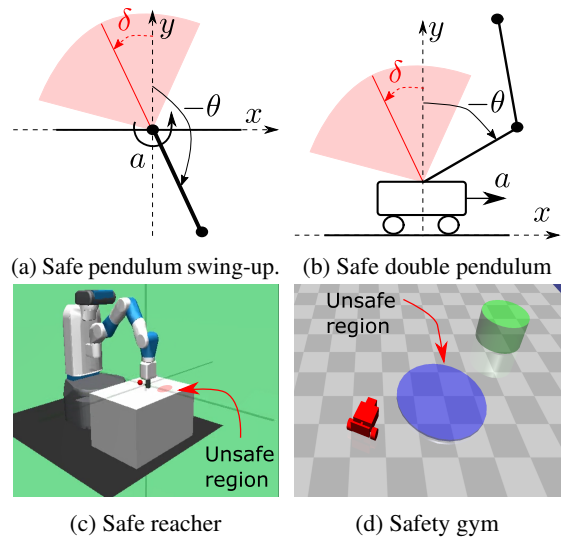 y
δ
−θ
x
a
(a) Safe pendulum swing-up.
y
δ
−θ
a
x
(b) Safe double pendulum
Unsafe
region
(c) Safe reacher
Unsafe
region
(d) Safety gym